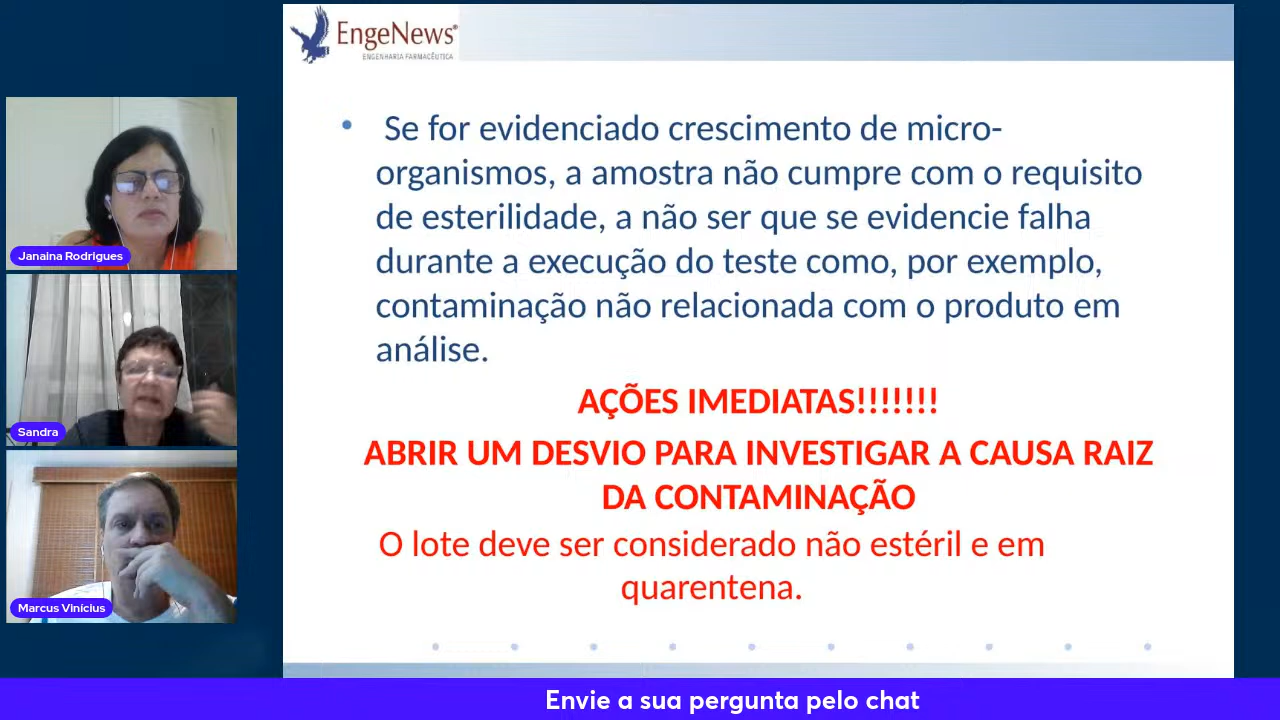 EngeNews®
ENGENHARIA FARMACÊUTICA
• Se for evidenciado crescimento de micro-
organismos, a amostra não cumpre com o requisito
de esterilidade, a não ser que se evidencie falha
durante a execução do teste como, por exemplo,
contaminação não relacionada com o produto em
análise.
AÇÕES IMEDIATAS!!!!!!!
ABRIR UM DESVIO PARA INVESTIGAR A CAUSA RAIZ
DA CONTAMINAÇÃO
O lote deve ser considerado não estéril e em
quarentena.
Janaina Rodrigues
Sandra
Marcus Vinícius
Envie a sua pergunta pelo chat